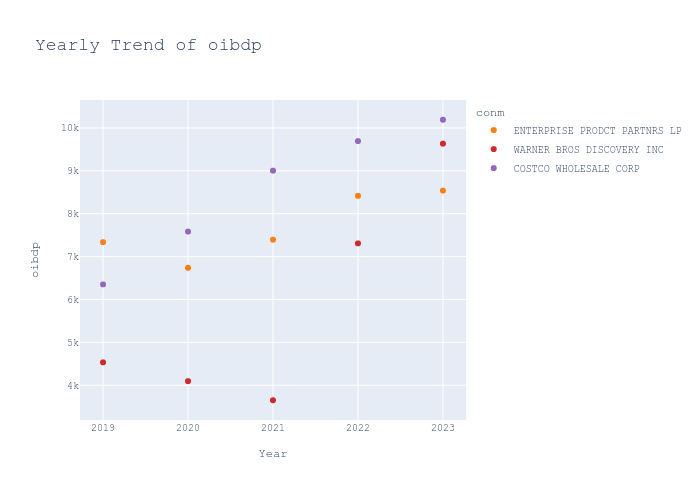 Yearly Trend of oibdp
conm
ENTERPRISE PRODCT PARTNRS LP
WARNER BROS DISCOVERY INC
COSTCO WHOLESALE CORP
10k
9k
8k
7k
6k
5k
4k
oibdp
2019 2020 2021 2022 2023
Year